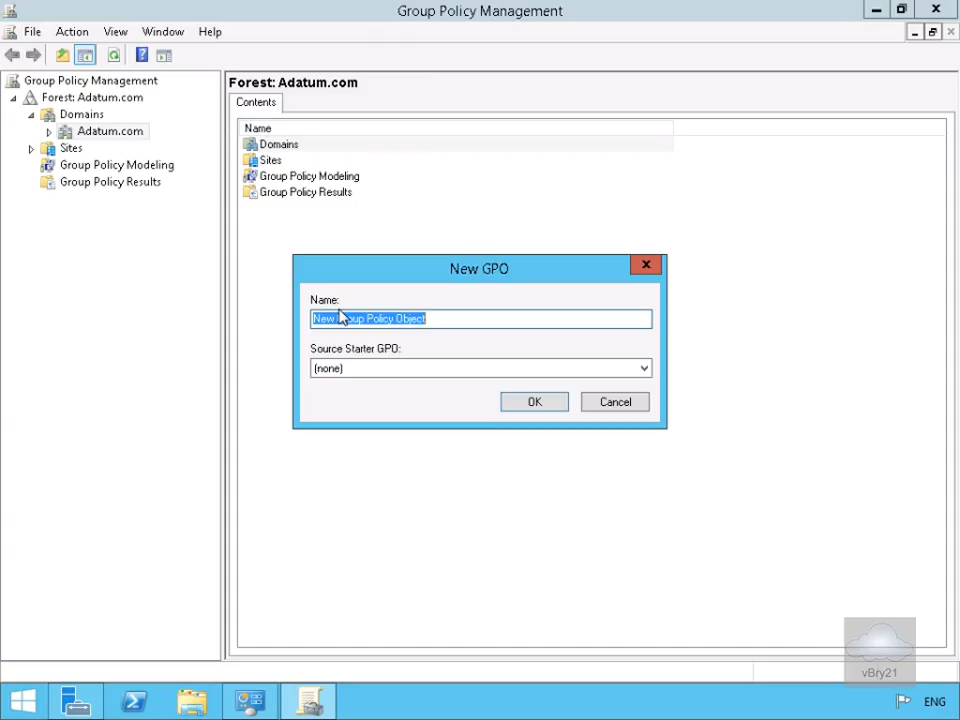 Group Policy Management
File Action View Window Help
Group Policy Management
Forest: Adatum.com
Domains
Adatum.com
Sites
Group Policy Modeling
Group Policy Results
Forest: Adatum.com
Contents
Name
Domains
Sites
Group Policy Modeling
Group Policy Results
New GPO
Name:
New Group Policy Object
Source Starter GPO:
(none)
OK Cancel
vBry21
ENG